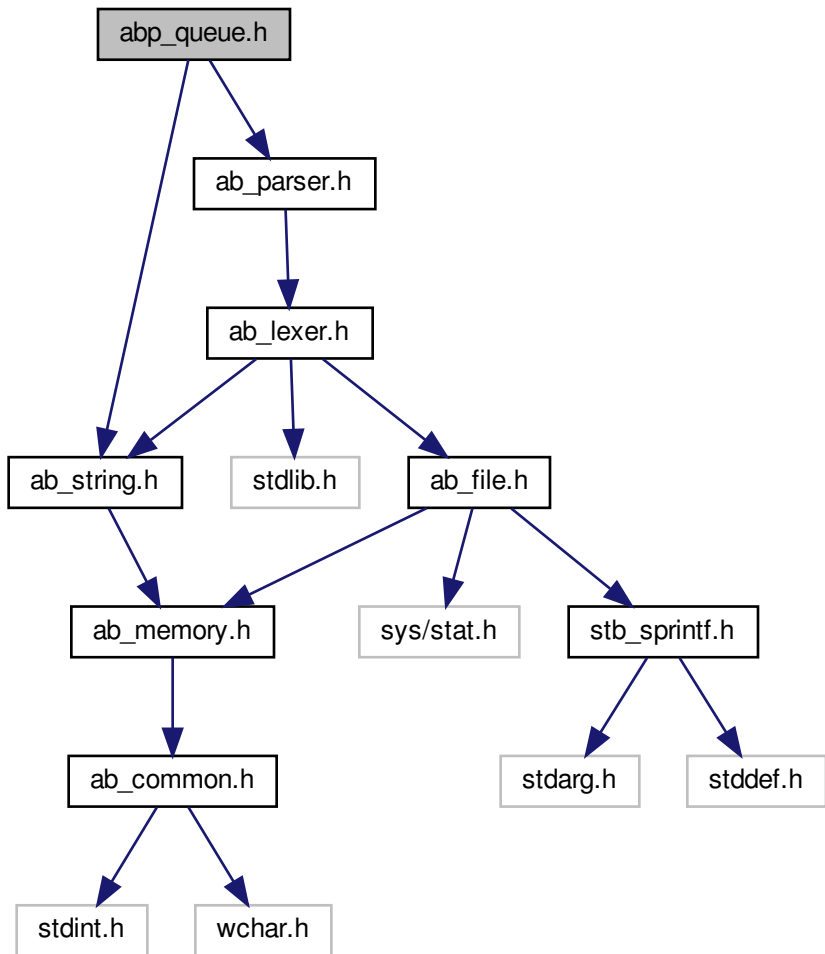 abp_queue.h
ab_parser.h
ab_lexer.h
ab_string.h
stdlib.h
ab_file.h
ab_memory.h
sys/stat.h
stb_sprintf.h
ab_common.h
stdarg.h
stddef.h
stdint.h
wchar.h